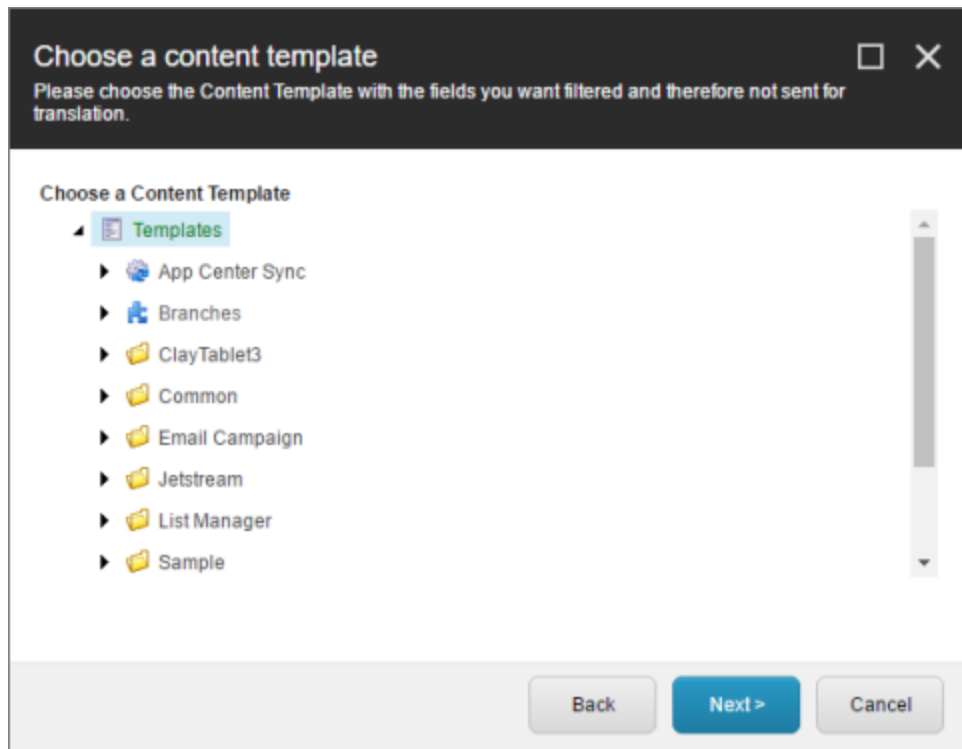 Choose a content template
Please choose the Content Template with the fields you want filtered and therefore not sent for
translation.
Choose a Content Template
Templates
App Center Sync
Branches
ClayTablet3
Common
Email Campaign
Jetstream
List Manager
Sample
Back
Next >
Cancel